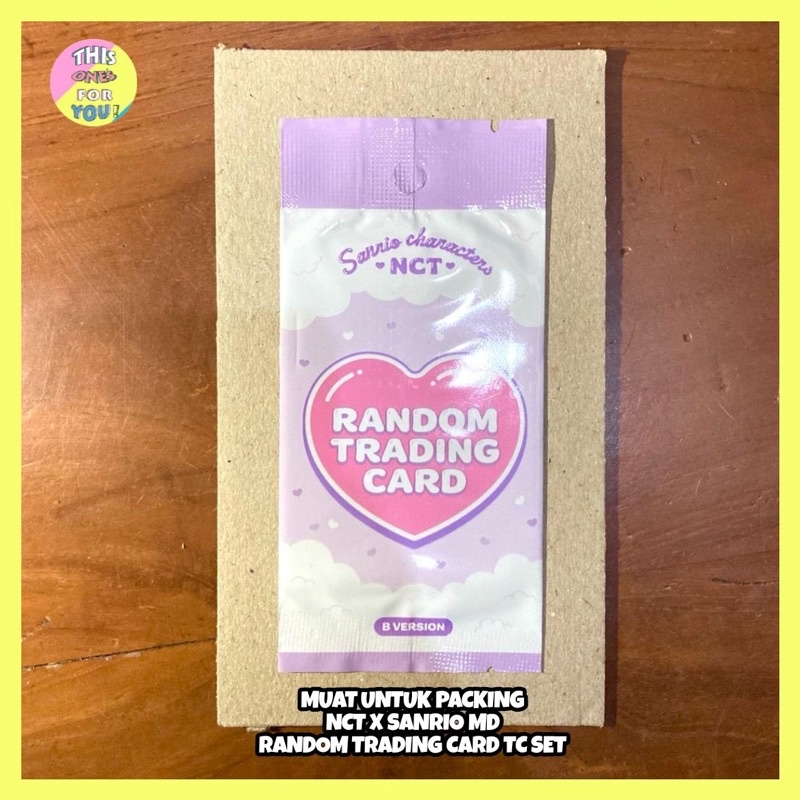 THIS
ONE'S
FOR
YOU!
Sanrio characters
NCT
RANDOM
TRADING
CARD
B VERSION
MUAT UNTUK PACKING
NCT X SANRIO MD
RANDOM TRADING CARD TC SET